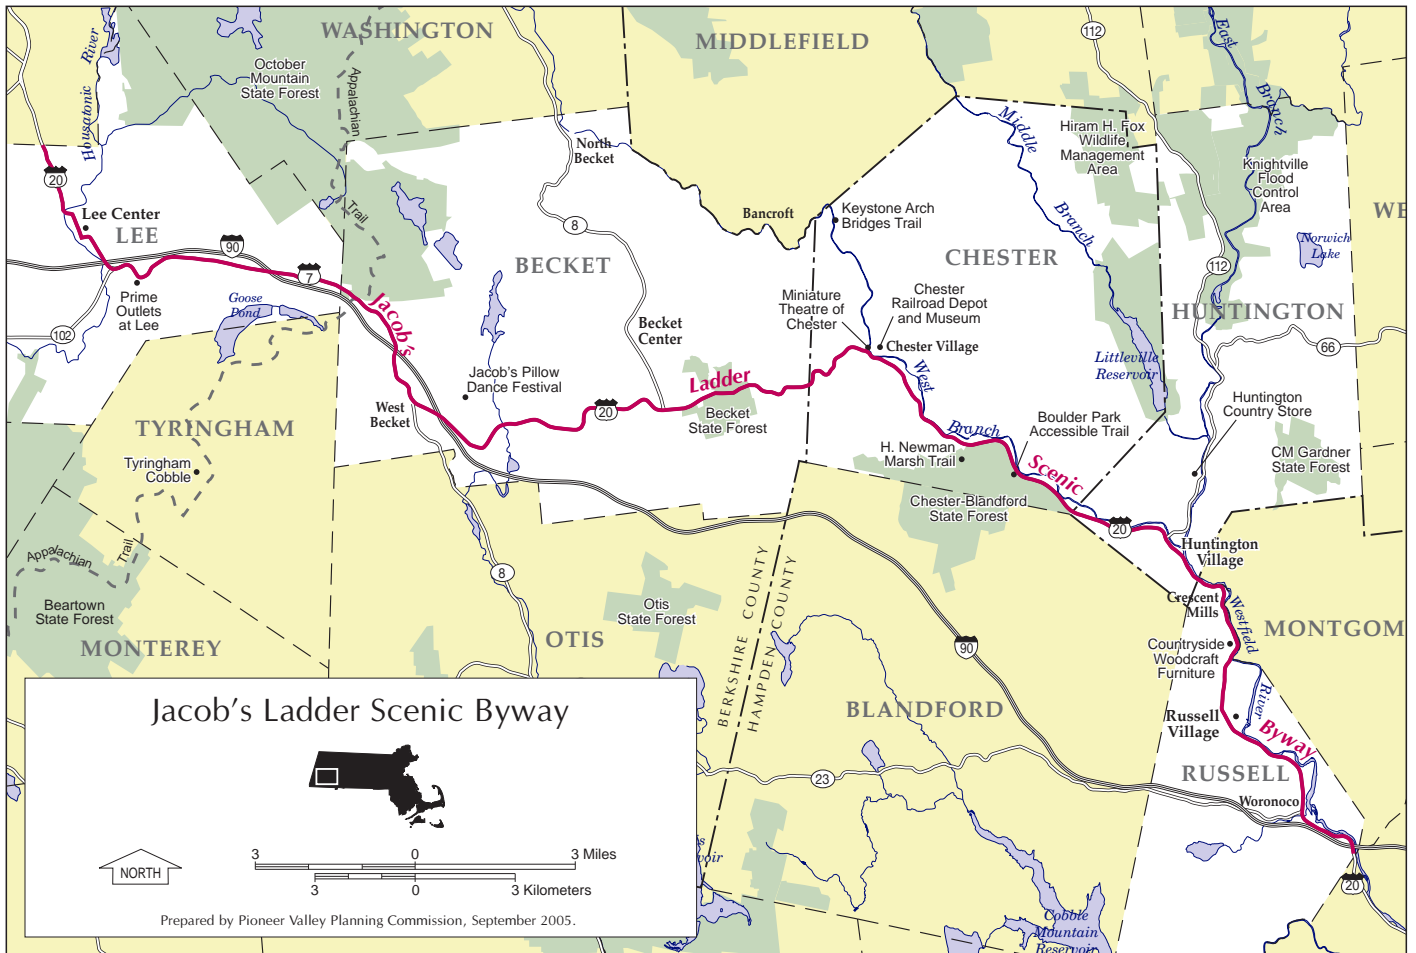 WASHINGTON
MIDDLEFIELD
112
East
Branch
Housatonic
River
October
Mountain
State Forest
Appalachian
Trail
North
Becket
Middle
Branch
Hiram H. Fox
Wildlife
Management
Area
Knightville
Flood
Control
Area
20
Lee Center
LEE
90
7
8
Bancroft
Keystone Arch
Bridges Trail
WE
Norwich
Lake
BECKET
CHESTER
112
Prime
Outlets
at Lee
Goose
Pond
Jacob's
Miniature
Theatre of
Chester
Chester
Railroad Depot
and Museum
HUNTINGTON
102
Becket
Center
Chester Village
66
Littleville
Reservoir
Jacob's Pillow
Dance Festival
Ladder
West
Branch
West
Becket
20
Becket
State Forest
Huntington
Country Store
Boulder Park
Accessible Trail
TYRINGHAM
Tyringham
Cobble
H. Newman
Marsh Trail
Scenic
CM Gardner
State Forest
Chester-Blandford
State Forest
20
Appalachian
Trail
8
Huntington
Village
Beartown
State Forest
Otis
State Forest
BERKSHIRE COUNTY
HAMPDEN COUNTY
Crescent
Mills
Westfield
River
MONTEREY
OTIS
90
MONTGOM
Countryside
Woodcraft
Furniture
BLANDFORD
Russell
Village
Byway
RUSSELL
23
Woronoco
20
Cobble
Mountain
Reservoir
is
voir
Jacob's Ladder Scenic Byway
NORTH
3 0 3 Miles
3 0 3 Kilometers
Prepared by Pioneer Valley Planning Commission, September 2005.